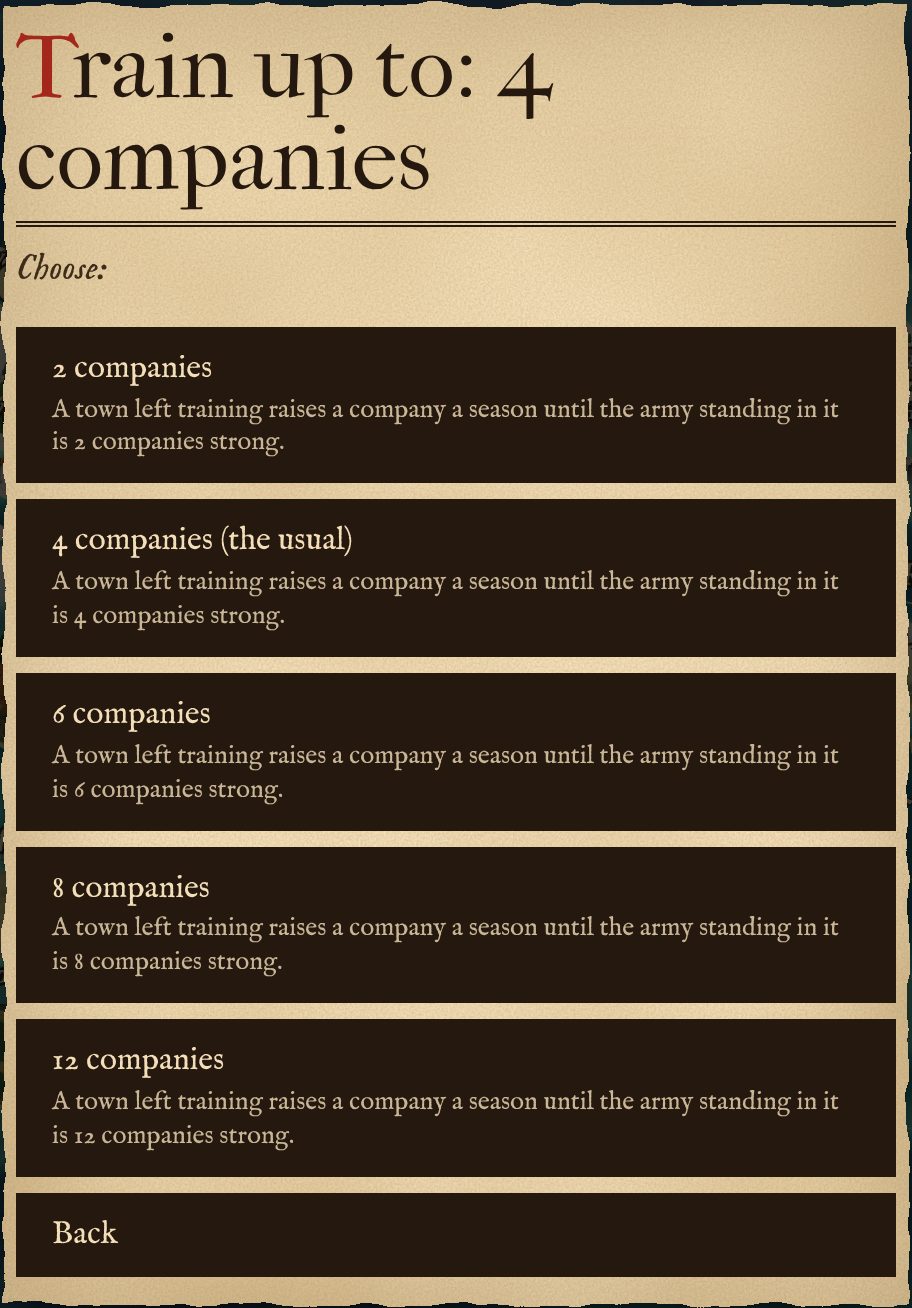 Train up to: 4
companies
Choose:
2 companies
A town left training raises a company a season until the army standing in it
is 2 companies strong.
4 companies (the usual)
A town left training raises a company a season until the army standing in it
is 4 companies strong.
6 companies
A town left training raises a company a season until the army standing in it
is 6 companies strong.
8 companies
A town left training raises a company a season until the army standing in it
is 8 companies strong.
12 companies
A town left training raises a company a season until the army standing in it
is 12 companies strong.
Back